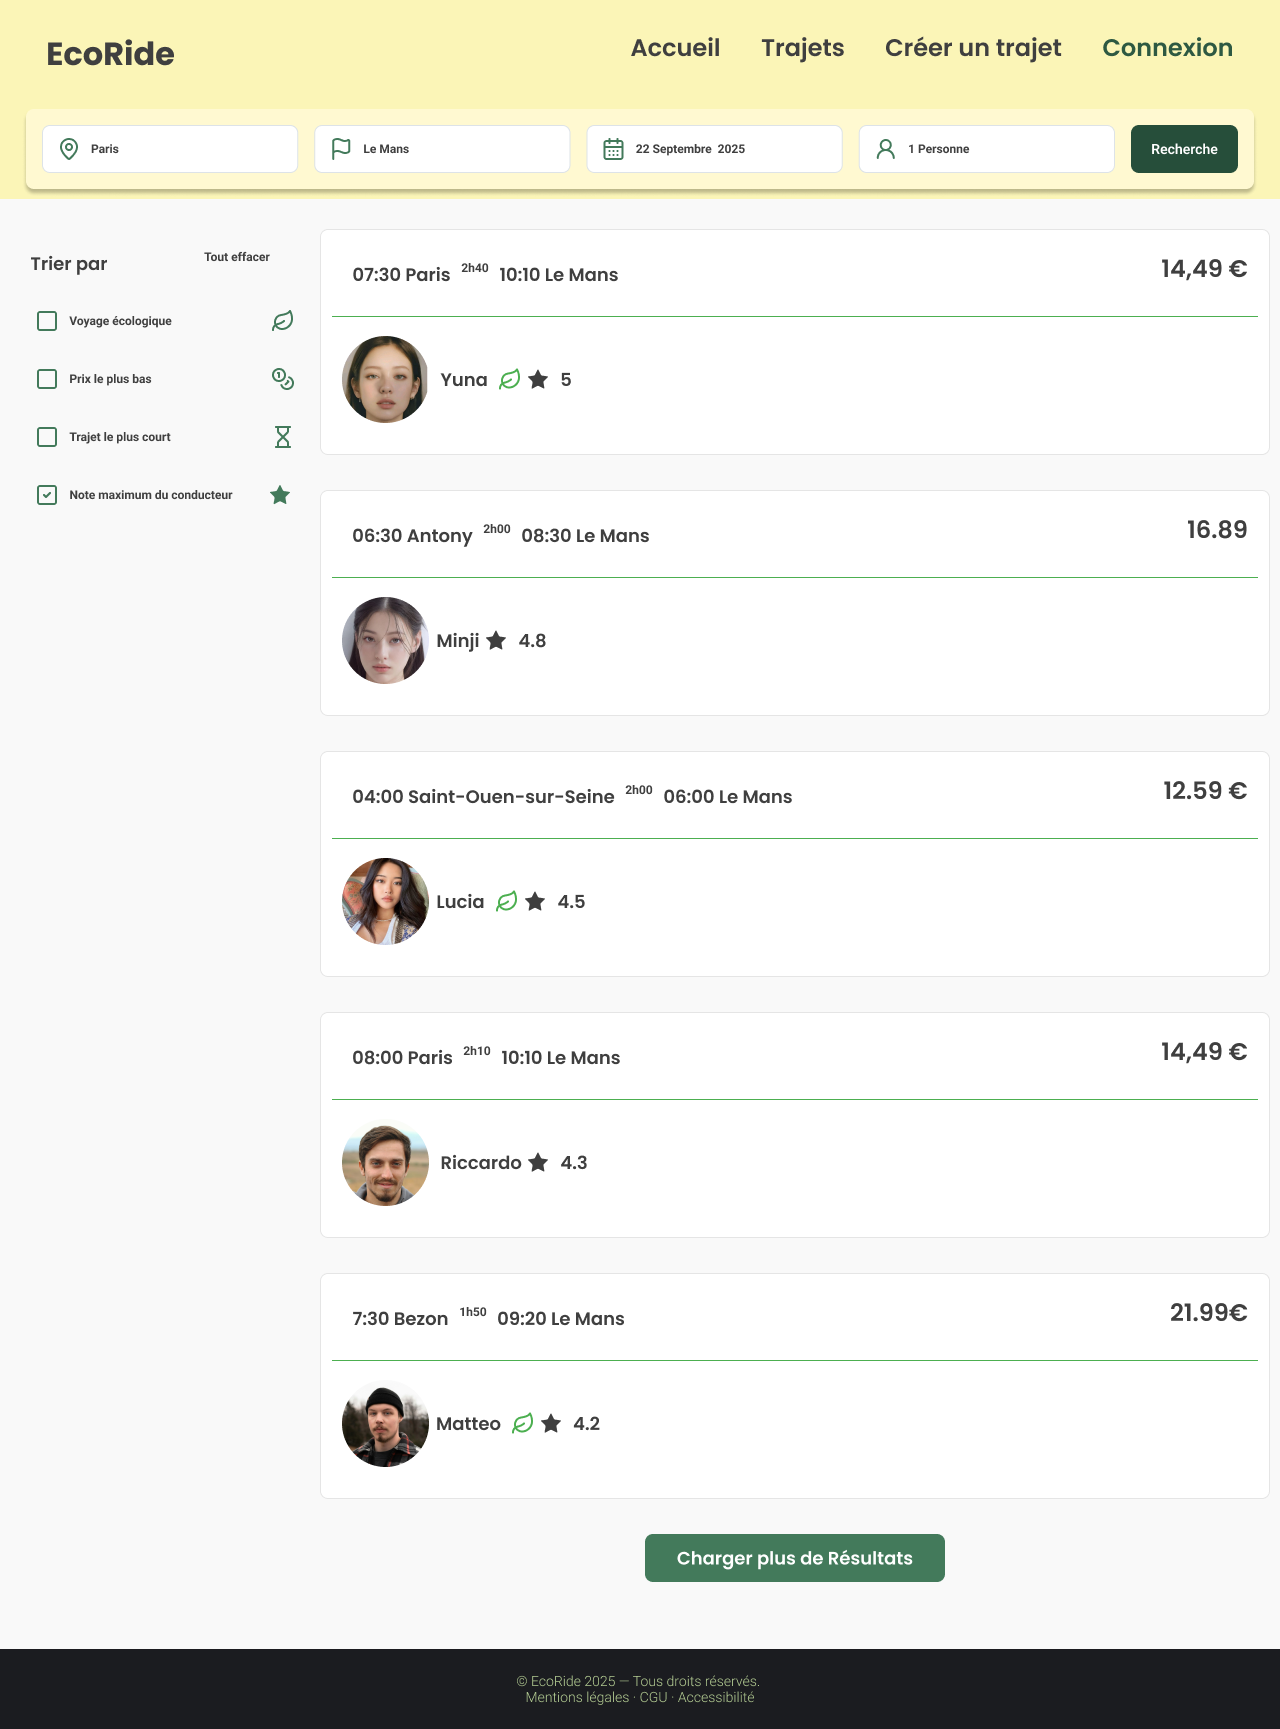 EcoRide
Accueil Trajets Créer un trajet Connexion
Paris
Le Mans
22 Septembre 2025
1 Personne
Recherche
Trier par
Tout effacer
Voyage écologique
Prix le plus bas
Trajet le plus court
Note maximum du conducteur
07:30 Paris 2h40 10:10 Le Mans 14,49 €
Yuna 5
06:30 Antony 2h00 08:30 Le Mans 16.89
Minji 4.8
04:00 Saint-Ouen-sur-Seine 2h00 06:00 Le Mans 12.59 €
Lucia 4.5
08:00 Paris 2h10 10:10 Le Mans 14,49 €
Riccardo 4.3
7:30 Bezon 1h50 09:20 Le Mans 21.99€
Matteo 4.2
Charger plus de Résultats
© EcoRide 2025 — Tous droits réservés.
Mentions légales · CGU · Accessibilité